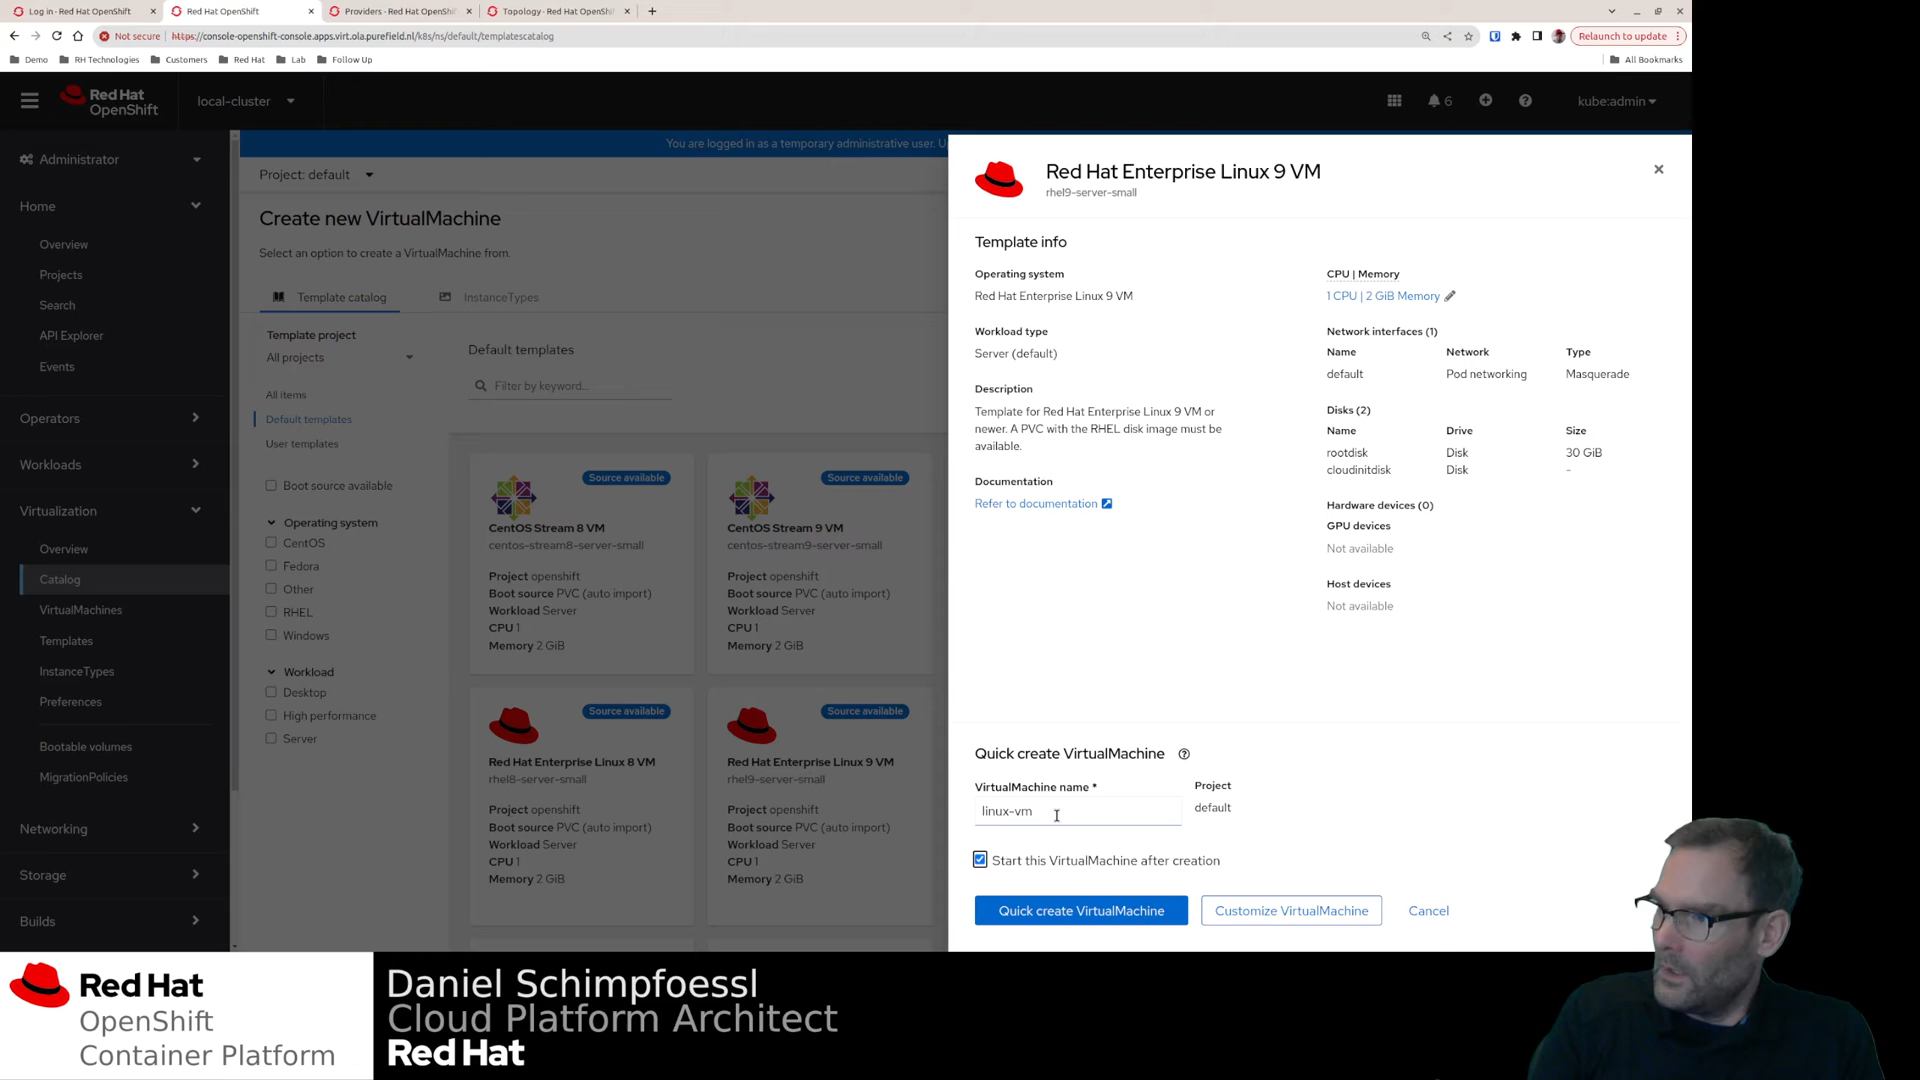 Log in · Red Hat OpenShift
Red Hat OpenShift
Providers · Red Hat OpenShift
Topology · Red Hat OpenShift
Not secure
https://console-openshift-console.apps.virt.ola.purefield.nl/k8s/ns/default/templatescatalog
Relaunch to update
Demo
RH Technologies
Customers
Red Hat
Lab
Follow Up
All Bookmarks
Red Hat
OpenShift
local-cluster
6
kube:admin
Administrator
Home
Overview
Projects
Search
API Explorer
Events
Operators
Workloads
Virtualization
Overview
Catalog
VirtualMachines
Templates
InstanceTypes
Preferences
Bootable volumes
MigrationPolicies
Networking
Storage
Builds
You are logged in as a temporary administrative user. U
Project: default
Create new VirtualMachine
Select an option to create a VirtualMachine from.
Template catalog
InstanceTypes
Template project
All projects
All items
Default templates
User templates
Boot source available
Operating system
CentOS
Fedora
Other
RHEL
Windows
Workload
Desktop
High performance
Server
Default templates
Filter by keyword...
Source available
CentOS Stream 8 VM
centos-stream8-server-small
Project openshift
Boot source PVC (auto import)
Workload Server
CPU 1
Memory 2 GiB
Source available
CentOS Stream 9 VM
centos-stream9-server-small
Project openshift
Boot source PVC (auto import)
Workload Server
CPU 1
Memory 2 GiB
Source available
Red Hat Enterprise Linux 8 VM
rhel8-server-small
Project openshift
Boot source PVC (auto import)
Workload Server
CPU 1
Memory 2 GiB
Source available
Red Hat Enterprise Linux 9 VM
rhel9-server-small
Project openshift
Boot source PVC (auto import)
Workload Server
CPU 1
Memory 2 GiB
Red Hat Enterprise Linux 9 VM
rhel9-server-small
Template info
Operating system
Red Hat Enterprise Linux 9 VM
Workload type
Server (default)
Description
Template for Red Hat Enterprise Linux 9 VM or
newer. A PVC with the RHEL disk image must be
available.
Documentation
Refer to documentation
CPU | Memory
1 CPU | 2 GiB Memory
Network interfaces (1)
Name Network Type
default Pod networking Masquerade
Disks (2)
Name Drive Size
rootdisk Disk 30 GiB
cloudinitdisk Disk -
Hardware devices (0)
GPU devices
Not available
Host devices
Not available
Quick create VirtualMachine
VirtualMachine name *
linux-vm
Project
default
Start this VirtualMachine after creation
Quick create VirtualMachine
Customize VirtualMachine
Cancel
Red Hat
OpenShift
Container Platform
Daniel Schimpfoessl
Cloud Platform Architect
Red Hat